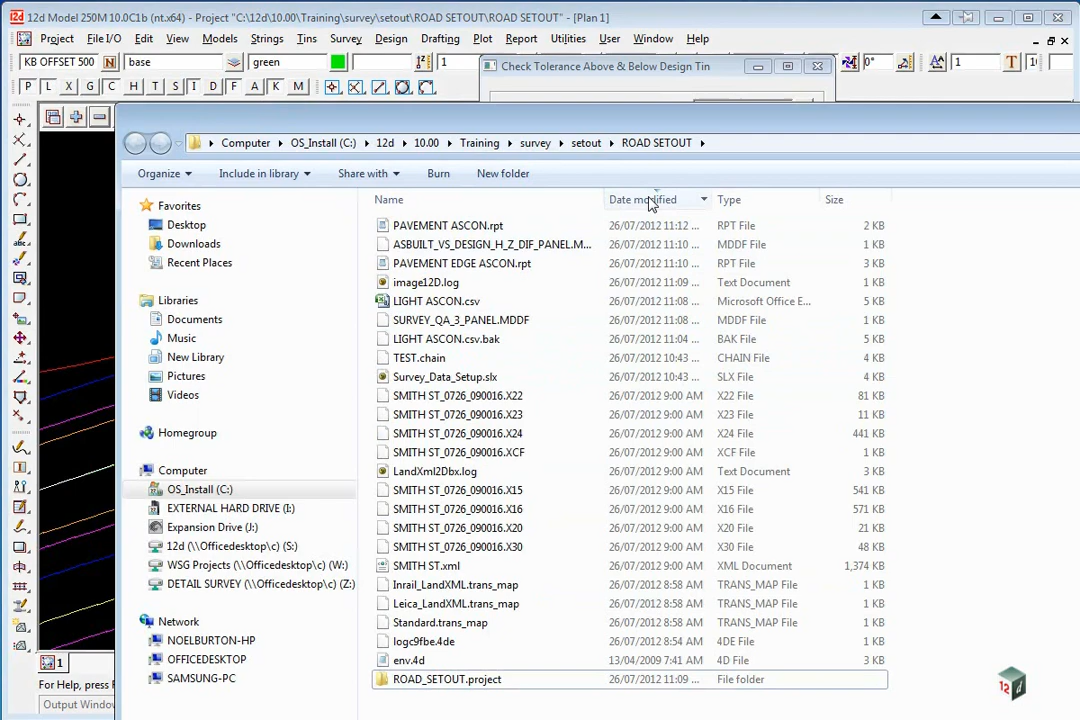 12d Model 250M 10.0C1b (nt.x64) - Project "C:\12d\10.00\Training\survey\setout\ROAD SETOUT\ROAD SETOUT" - [Plan 1]
Project File I/O Edit View Models Strings Tins Survey Design Drafting Plot Report Utilities User Window Help
KB OFFSET 500 N base green 1 Check Tolerance Above & Below Design Tin 0° 1 T
P L X G C H T S I D F A K M
Computer OS_Install (C:) 12d 10.00 Training survey setout ROAD SETOUT
Organize Include in library Share with Burn New folder
Name Date modified Type Size
Favorites
Desktop
Downloads
Recent Places
Libraries
Documents
Music
New Library
Pictures
Videos
Homegroup
Computer
OS_Install (C:)
EXTERNAL HARD DRIVE (I:)
Expansion Drive (J:)
12d (\\Officedesktop\c) (S:)
WSG Projects (\\Officedesktop\c) (W:)
DETAIL SURVEY (\\Officedesktop\c) (Z:)
Network
NOELBURTON-HP
OFFICEDESKTOP
SAMSUNG-PC
PAVEMENT ASCON.rpt 26/07/2012 11:12 ... RPT File 2 KB
ASBUILT_VS_DESIGN_H_Z_DIF_PANEL.M... 26/07/2012 11:10 ... MDDF File 1 KB
PAVEMENT EDGE ASCON.rpt 26/07/2012 11:10 ... RPT File 3 KB
image12D.log 26/07/2012 11:09 ... Text Document 1 KB
LIGHT ASCON.csv 26/07/2012 11:08 ... Microsoft Office E... 5 KB
SURVEY_QA_3_PANEL.MDDF 26/07/2012 11:08 ... MDDF File 1 KB
LIGHT ASCON.csv.bak 26/07/2012 11:04 ... BAK File 5 KB
TEST.chain 26/07/2012 10:43 ... CHAIN File 4 KB
Survey_Data_Setup.slx 26/07/2012 10:43 ... SLX File 4 KB
SMITH ST_0726_090016.X22 26/07/2012 9:00 AM X22 File 81 KB
SMITH ST_0726_090016.X23 26/07/2012 9:00 AM X23 File 11 KB
SMITH ST_0726_090016.X24 26/07/2012 9:00 AM X24 File 441 KB
SMITH ST_0726_090016.XCF 26/07/2012 9:00 AM XCF File 1 KB
LandXml2Dbx.log 26/07/2012 9:00 AM Text Document 3 KB
SMITH ST_0726_090016.X15 26/07/2012 9:00 AM X15 File 541 KB
SMITH ST_0726_090016.X16 26/07/2012 9:00 AM X16 File 571 KB
SMITH ST_0726_090016.X20 26/07/2012 9:00 AM X20 File 21 KB
SMITH ST_0726_090016.X30 26/07/2012 9:00 AM X30 File 48 KB
SMITH ST.xml 26/07/2012 9:00 AM XML Document 1,374 KB
Inrail_LandXML.trans_map 26/07/2012 8:58 AM TRANS_MAP File 1 KB
Leica_LandXML.trans_map 26/07/2012 8:58 AM TRANS_MAP File 1 KB
Standard.trans_map 26/07/2012 8:58 AM TRANS_MAP File 1 KB
logc9fbe.4de 26/07/2012 8:54 AM 4DE File 1 KB
env.4d 13/04/2009 7:41 AM 4D File 1 KB
ROAD_SETOUT.project 26/07/2012 11:09 ... File folder
1
For Help, press
Output Window
12 d